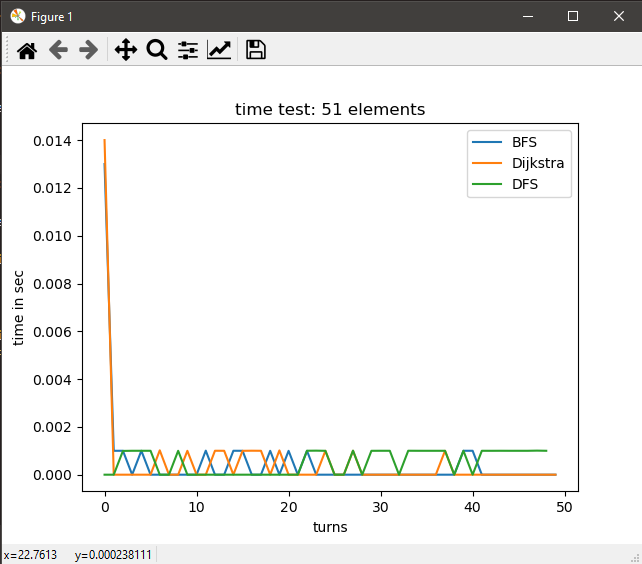 Figure 1
time test: 51 elements
BFS
Dijkstra
DFS
0.014
0.012
0.010
0.008
0.006
0.004
0.002
0.000
time in sec
0 10 20 30 40 50
turns
x=22.7613 y=0.000238111